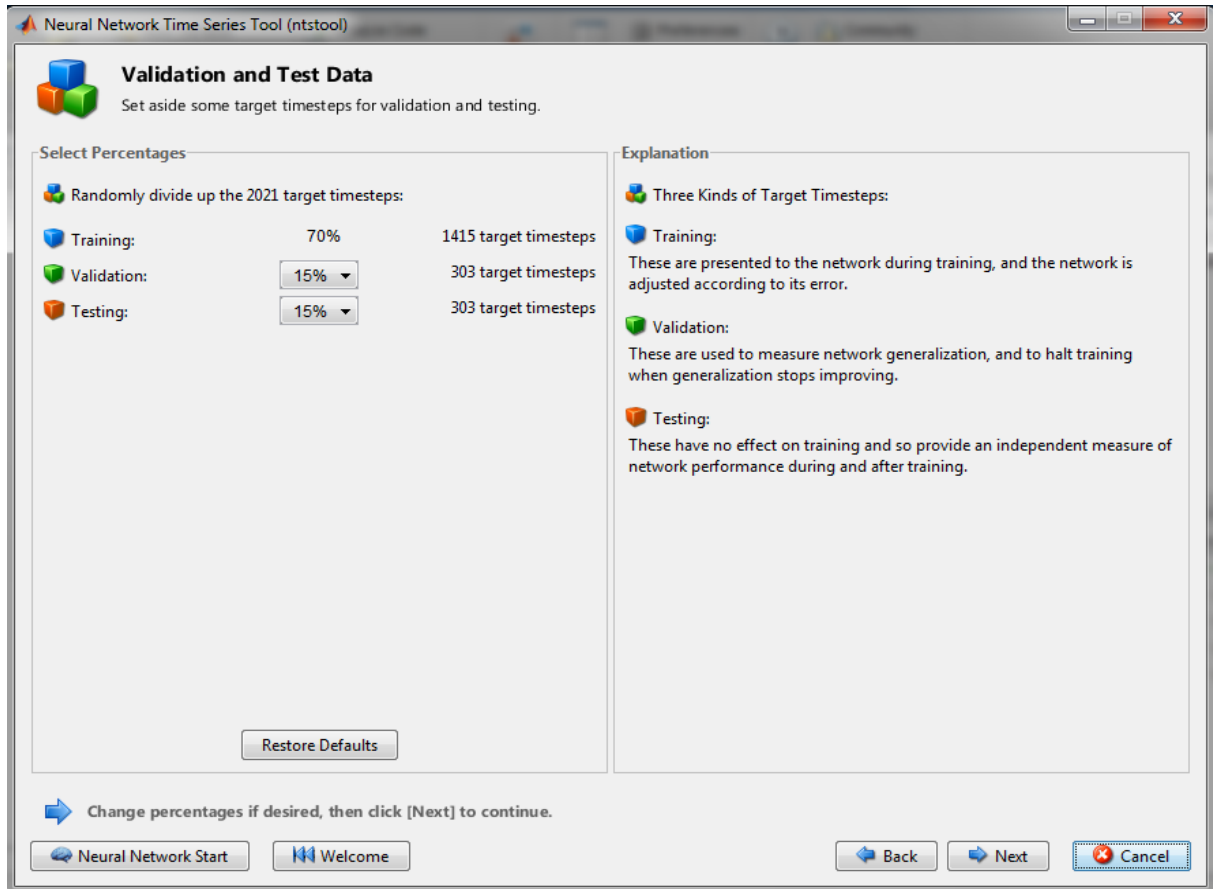 Neural Network Time Series Tool (ntstool)
Validation and Test Data
Set aside some target timesteps for validation and testing.
Select Percentages
Randomly divide up the 2021 target timesteps:
Training: 70% 1415 target timesteps
Validation: 15% 303 target timesteps
Testing: 15% 303 target timesteps
Restore Defaults
Explanation
Three Kinds of Target Timesteps:
Training:
These are presented to the network during training, and the network is
adjusted according to its error.
Validation:
These are used to measure network generalization, and to halt training
when generalization stops improving.
Testing:
These have no effect on training and so provide an independent measure of
network performance during and after training.
Change percentages if desired, then click [Next] to continue.
Neural Network Start Welcome Back Next Cancel